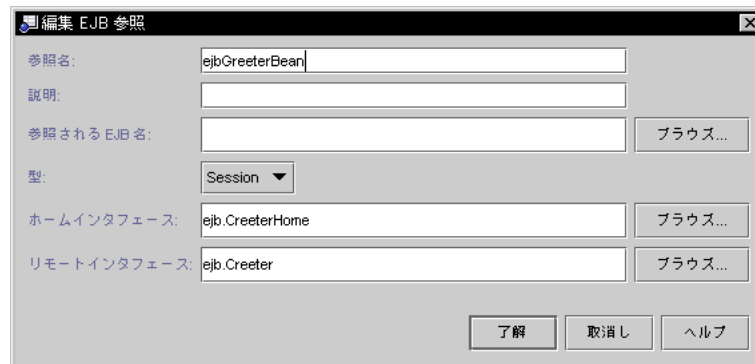 編集 EJB 参照
参照名: ejbGreeterBean
説明:
参照される EJB 名: ブラウズ...
型: Session
ホームインタフェース: ejb.CreeterHome ブラウズ...
リモートインタフェース: ejb.Creeter ブラウズ...
了解 取消し ヘルプ